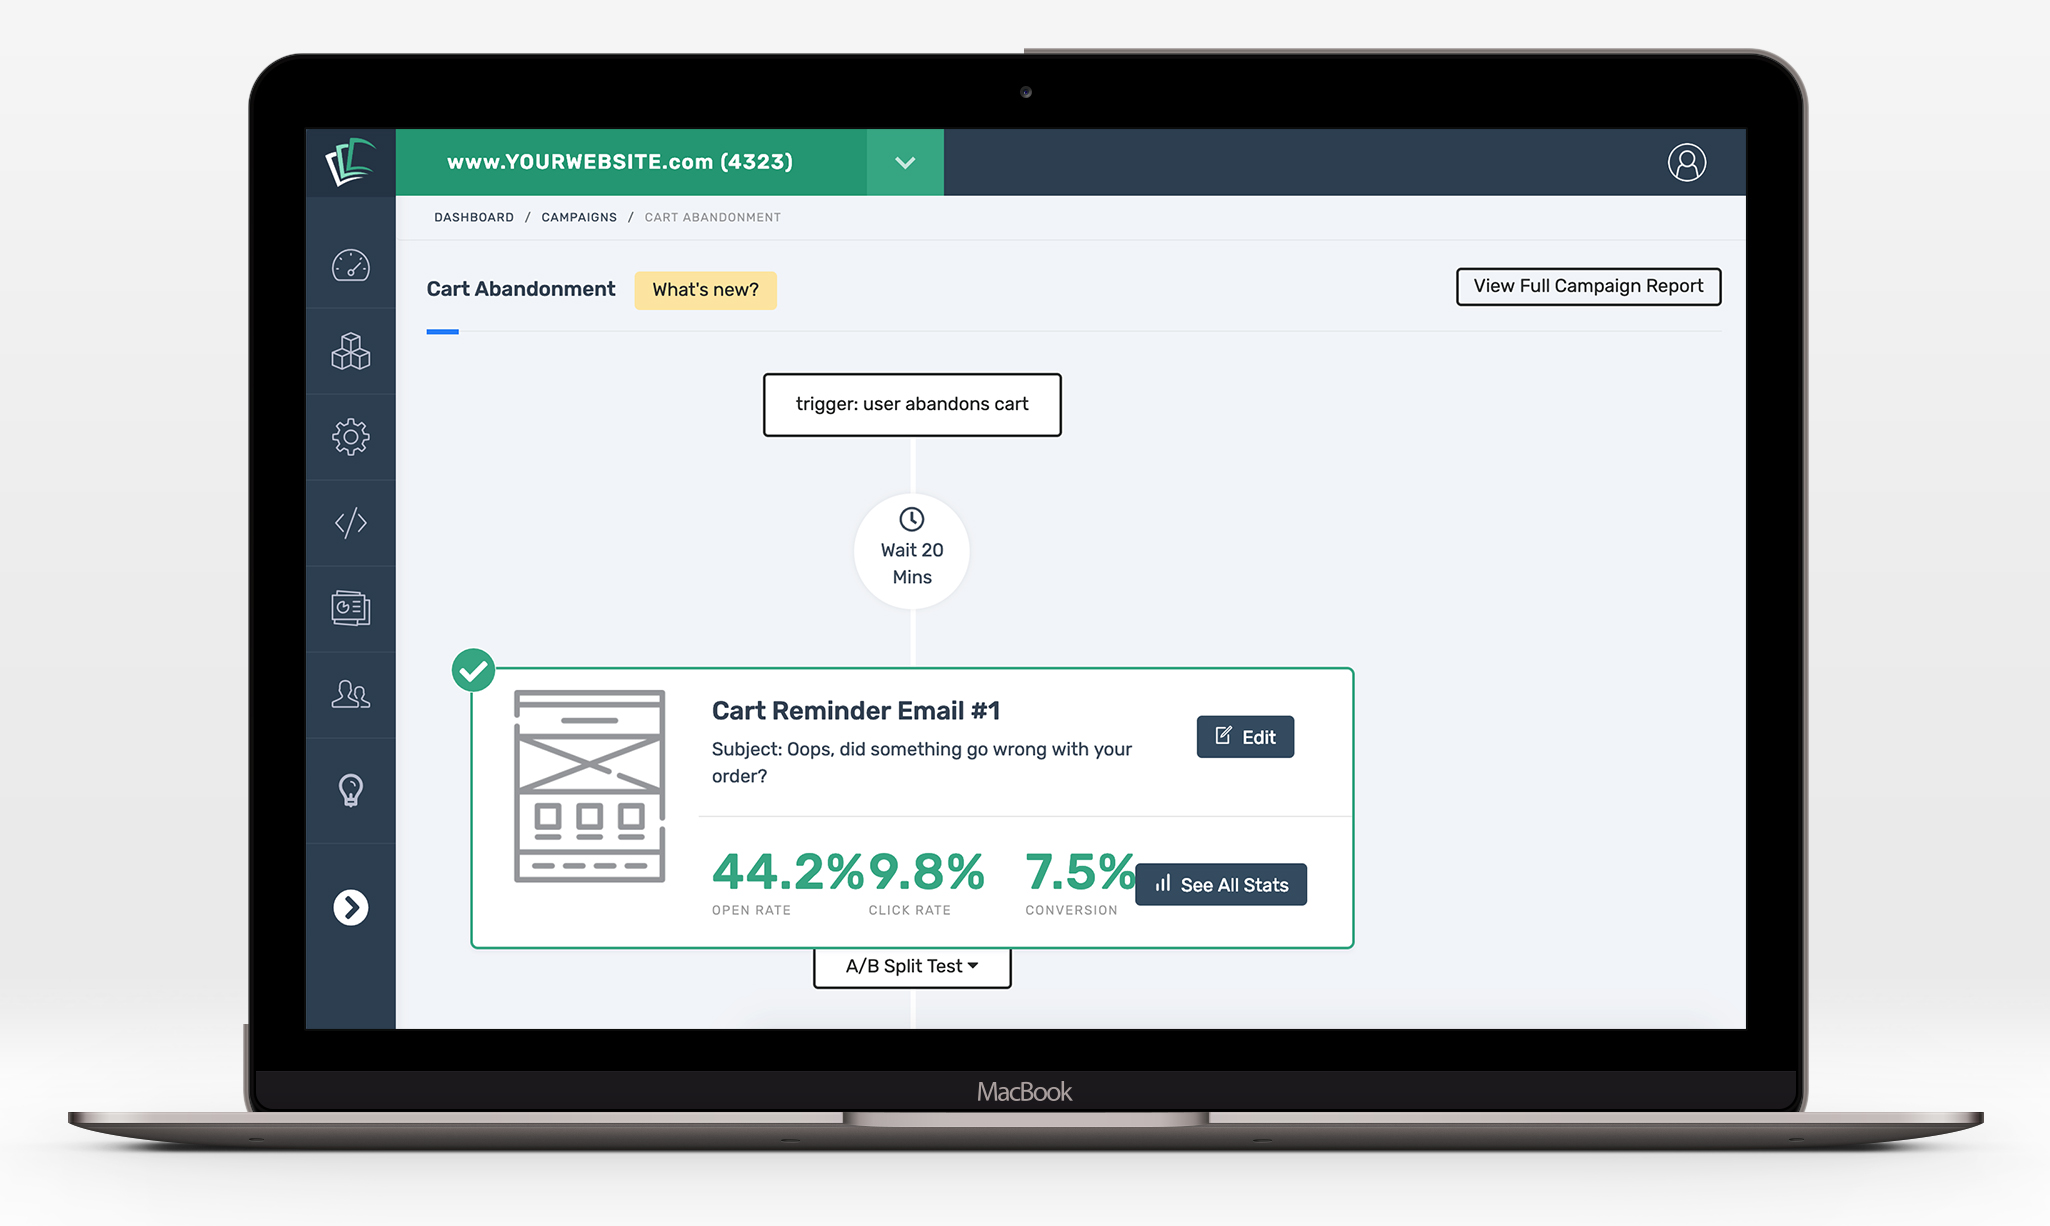 www.YOURWEBSITE.com (4323)
DASHBOARD / CAMPAIGNS / CART ABANDONMENT
Cart Abandonment
What's new?
View Full Campaign Report
trigger: user abandons cart
Wait 20
Mins
Cart Reminder Email #1
Subject: Oops, did something go wrong with your
order?
Edit
44.2% 9.8% 7.5%
OPEN RATE CLICK RATE CONVERSION
See All Stats
A/B Split Test
MacBook